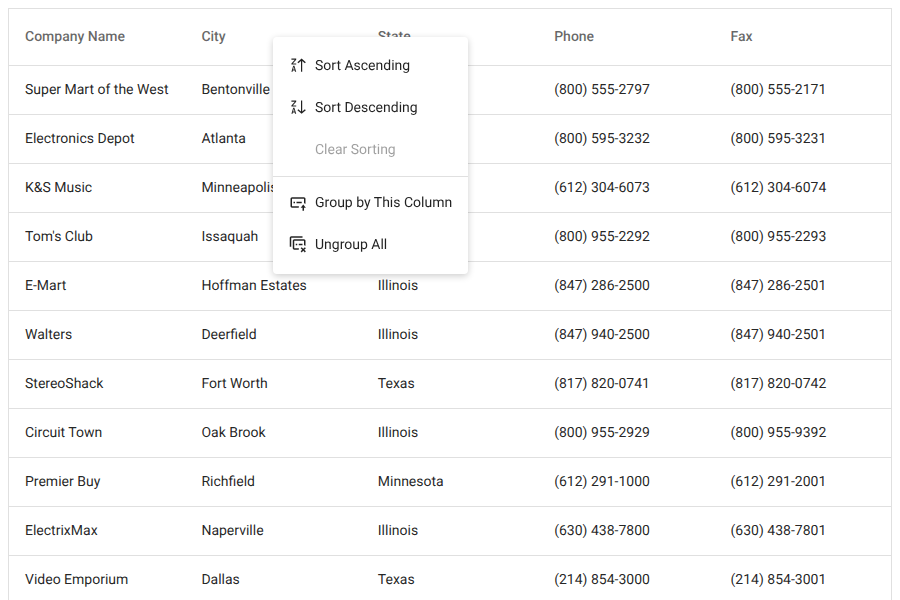 Company Name City State Phone Fax
Sort Ascending
Super Mart of the West Bentonville (800) 555-2797 (800) 555-2171
Sort Descending
Electronics Depot Atlanta (800) 595-3232 (800) 595-3231
Clear Sorting
K&S Music Minneapolis (612) 304-6073 (612) 304-6074
Group by This Column
Tom's Club Issaquah (800) 955-2292 (800) 955-2293
Ungroup All
E-Mart Hoffman Estates Illinois (847) 286-2500 (847) 286-2501
Walters Deerfield Illinois (847) 940-2500 (847) 940-2501
StereoShack Fort Worth Texas (817) 820-0741 (817) 820-0742
Circuit Town Oak Brook Illinois (800) 955-2929 (800) 955-9392
Premier Buy Richfield Minnesota (612) 291-1000 (612) 291-2001
ElectrixMax Naperville Illinois (630) 438-7800 (630) 438-7801
Video Emporium Dallas Texas (214) 854-3000 (214) 854-3001